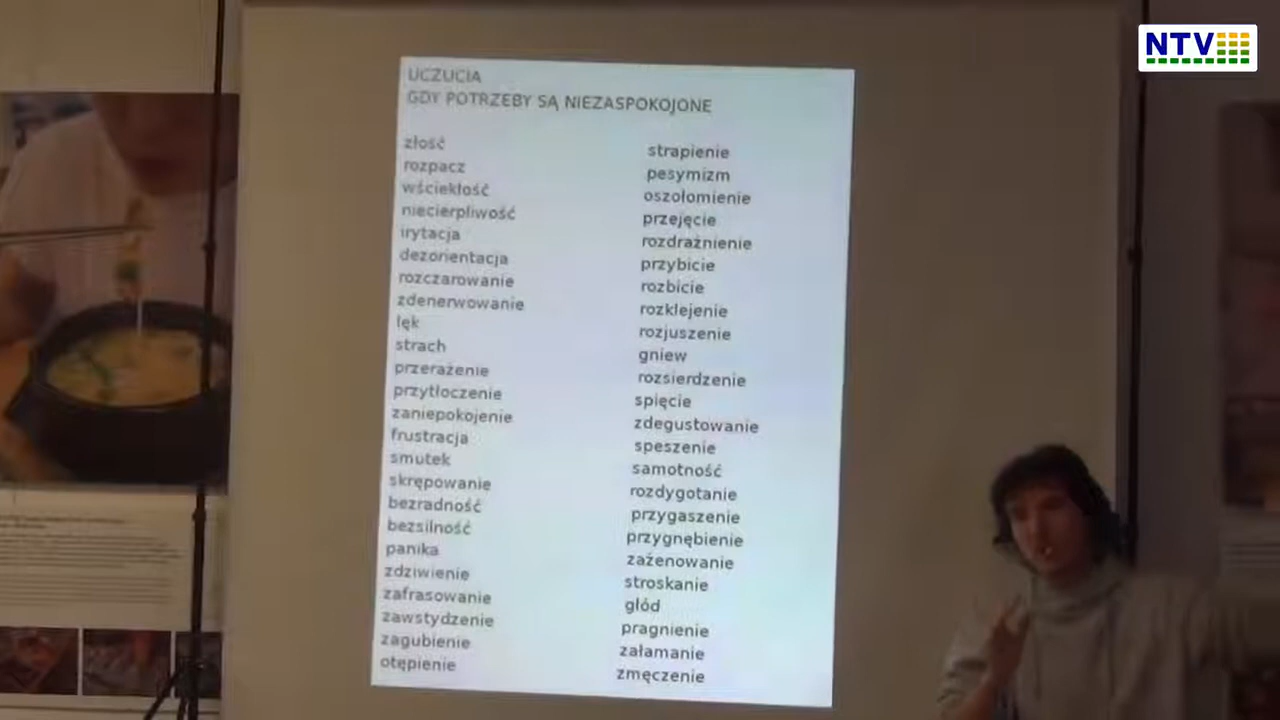 NTV
UCZUCIA
GDY POTRZEBY SĄ NIEZASPOKOJONE
złość
rozpacz
wściekłość
niecierpliwość
irytacja
dezorientacja
rozczarowanie
zdenerwowanie
lęk
strach
przerażenie
przytłoczenie
zaniepokojenie
frustracja
smutek
skrępowanie
bezradność
bezsilność
panika
zdziwienie
zafrasowanie
zawstydzenie
zagubienie
otępienie
strapienie
pesymizm
oszołomienie
przejęcie
rozdrażnienie
przybicie
rozbicie
rozklejenie
rozjuszenie
gniew
rozsierdzenie
spięcie
zdegustowanie
speszenie
samotność
rozdygotanie
przygaszenie
przygnębienie
zażenowanie
stroskanie
głód
pragnienie
załamanie
zmęczenie